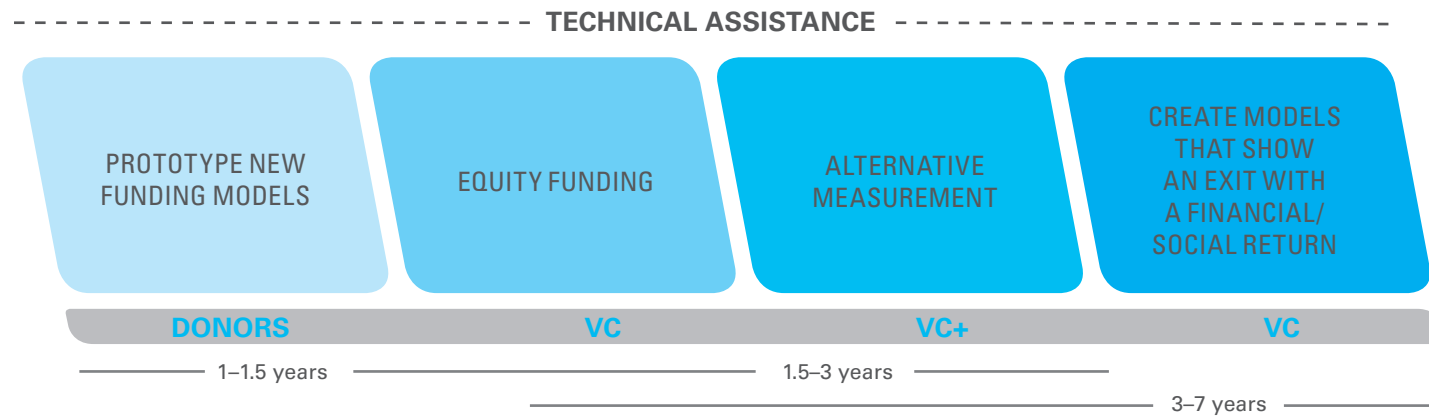 TECHNICAL ASSISTANCE
PROTOTYPE NEW
FUNDING MODELS
EQUITY FUNDING
ALTERNATIVE
MEASUREMENT
CREATE MODELS
THAT SHOW
AN EXIT WITH
A FINANCIAL/
SOCIAL RETURN
DONORS
VC
VC+
VC
1–1.5 years
1.5–3 years
3–7 years